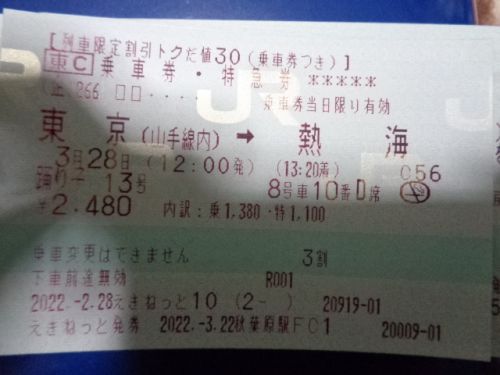 [列車限定割引トクだ値30(乗車券つき)]
東C 乗車券・特急券 *****
266 □□・・・・ 乗車券当日限り有効
東京(山手線内)→熱海
3月28日(12:00発)(13:20着) C56
踊り子 13号 8号車10番D席
¥2,480 内訳:乗1,380・特1,100
乗車変更はできません 3割
下車前途無効 R001
2022.-2.28えきねっと10(2- ) 20919-01
えきねっと発券 2022.-3.22秋葉原駅FC1 20009-01